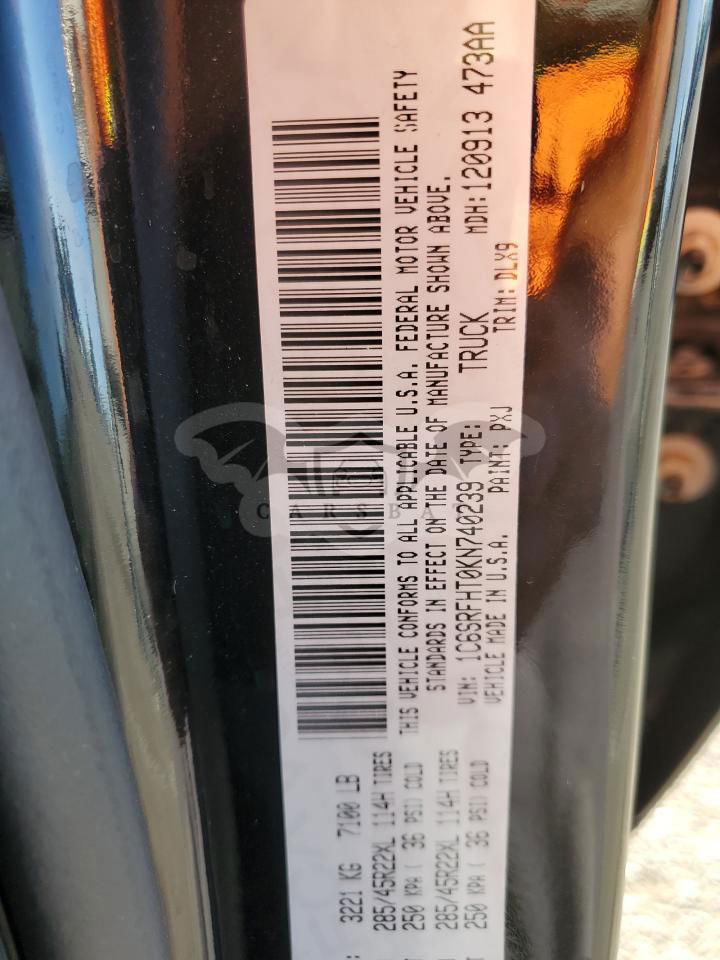 : 3221 KG 7100 LB
285/45R22XL 114H TIRES
250 KPA ( 36 PSI) COLD
285/45R22XL 114H TIRES
250 KPA ( 36 PSI) COLD
THIS VEHICLE CONFORMS TO ALL APPLICABLE U.S.A. FEDERAL MOTOR VEHICLE SAFETY
STANDARDS IN EFFECT ON THE DATE OF MANUFACTURE SHOWN ABOVE.
VIN: 1C6SRFHT0KN740239 TYPE: TRUCK MDH:120913 473AA
VEHICLE MADE IN U.S.A. PAINT: PXJ TRIM: DLX9
CARSBAT